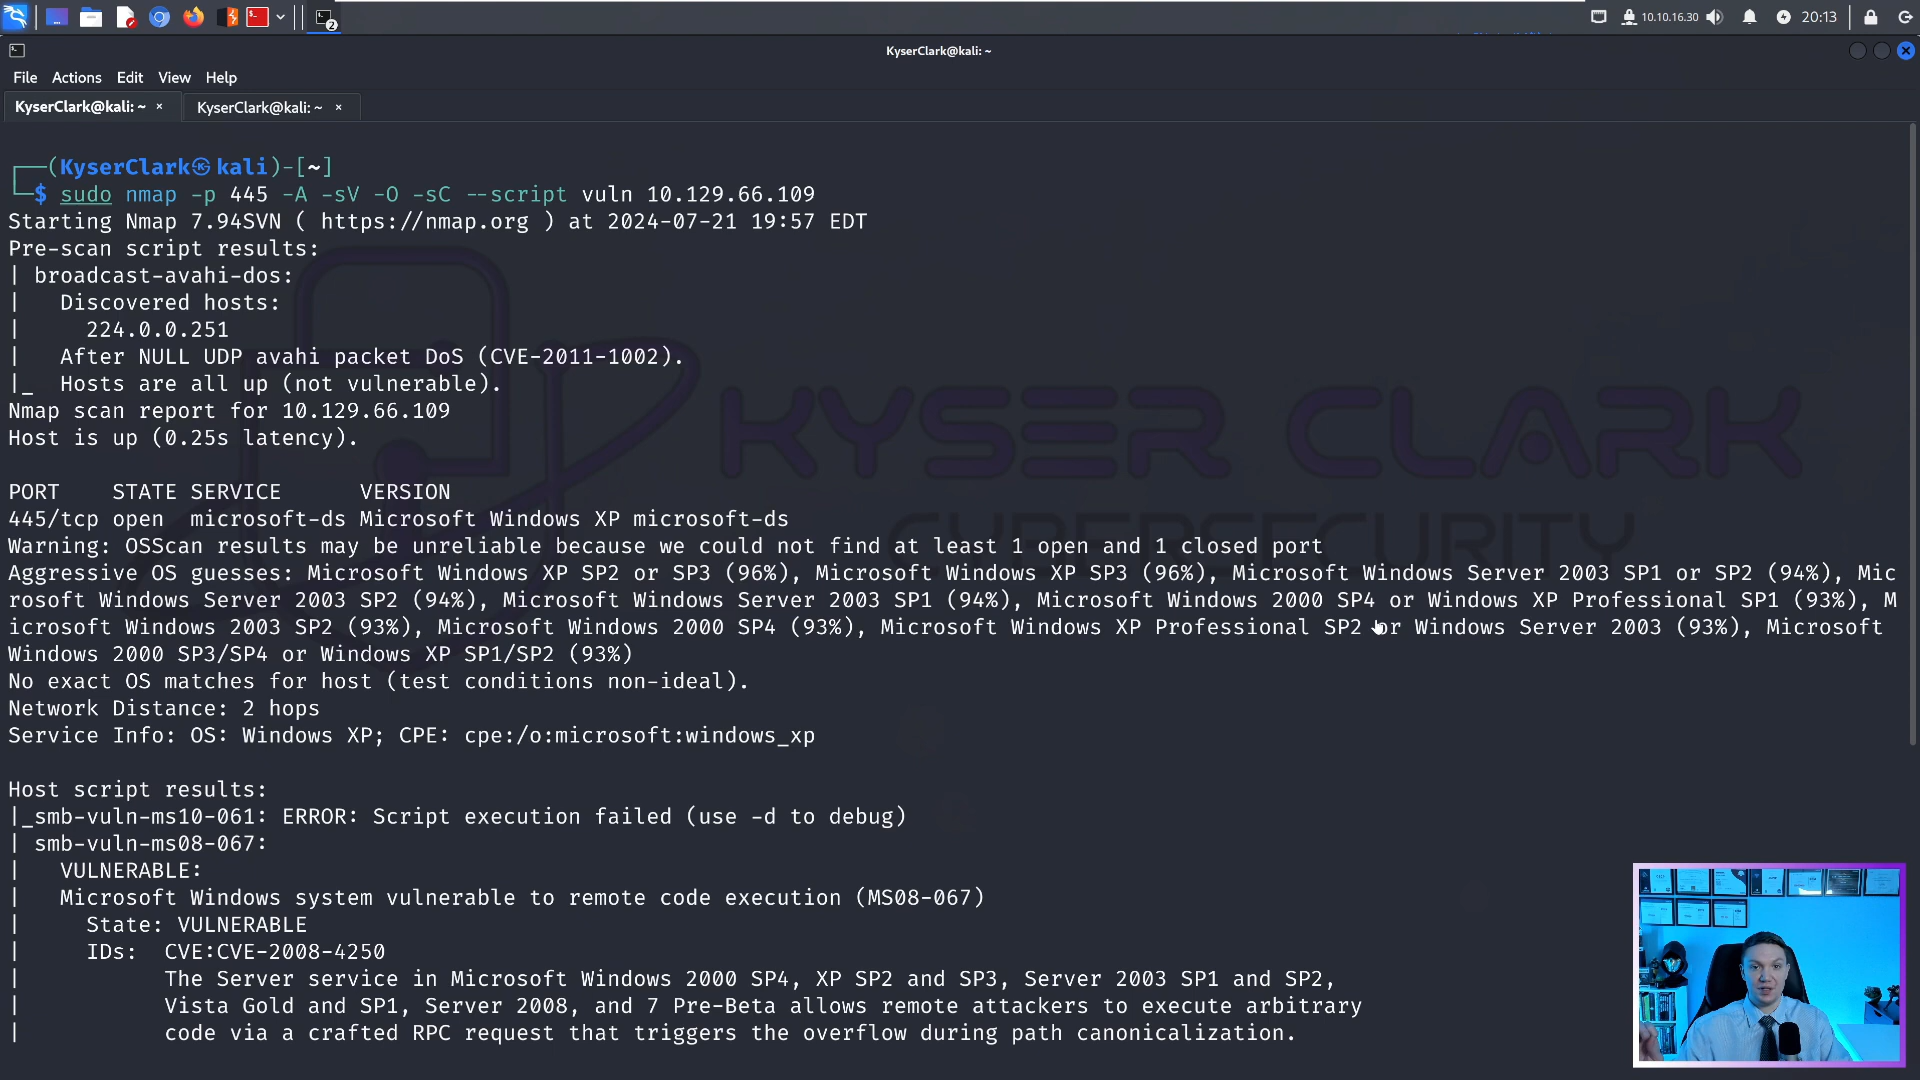 2
10.10.16.30
20:13
KyserClark@kali: ~
File Actions Edit View Help
KyserClark@kali: ~ × KyserClark@kali: ~ ×
┌──(KyserClark㉿kali)-[~]
└─$ sudo nmap -p 445 -A -sV -O -sC --script vuln 10.129.66.109
Starting Nmap 7.94SVN ( https://nmap.org ) at 2024-07-21 19:57 EDT
Pre-scan script results:
| broadcast-avahi-dos:
|   Discovered hosts:
|     224.0.0.251
|   After NULL UDP avahi packet DoS (CVE-2011-1002).
|_  Hosts are all up (not vulnerable).
Nmap scan report for 10.129.66.109
Host is up (0.25s latency).
KYSER CLARK
CYBERSECURITY
PORT    STATE SERVICE      VERSION
445/tcp open  microsoft-ds Microsoft Windows XP microsoft-ds
Warning: OSScan results may be unreliable because we could not find at least 1 open and 1 closed port
Aggressive OS guesses: Microsoft Windows XP SP2 or SP3 (96%), Microsoft Windows XP SP3 (96%), Microsoft Windows Server 2003 SP1 or SP2 (94%), Mic
rosoft Windows Server 2003 SP2 (94%), Microsoft Windows Server 2003 SP1 (94%), Microsoft Windows 2000 SP4 or Windows XP Professional SP1 (93%), M
icrosoft Windows 2003 SP2 (93%), Microsoft Windows 2000 SP4 (93%), Microsoft Windows XP Professional SP2 or Windows Server 2003 (93%), Microsoft
Windows 2000 SP3/SP4 or Windows XP SP1/SP2 (93%)
No exact OS matches for host (test conditions non-ideal).
Network Distance: 2 hops
Service Info: OS: Windows XP; CPE: cpe:/o:microsoft:windows_xp
Host script results:
|_smb-vuln-ms10-061: ERROR: Script execution failed (use -d to debug)
| smb-vuln-ms08-067:
|   VULNERABLE:
|   Microsoft Windows system vulnerable to remote code execution (MS08-067)
|     State: VULNERABLE
|     IDs:  CVE:CVE-2008-4250
|           The Server service in Microsoft Windows 2000 SP4, XP SP2 and SP3, Server 2003 SP1 and SP2,
|           Vista Gold and SP1, Server 2008, and 7 Pre-Beta allows remote attackers to execute arbitrary
|           code via a crafted RPC request that triggers the overflow during path canonicalization.